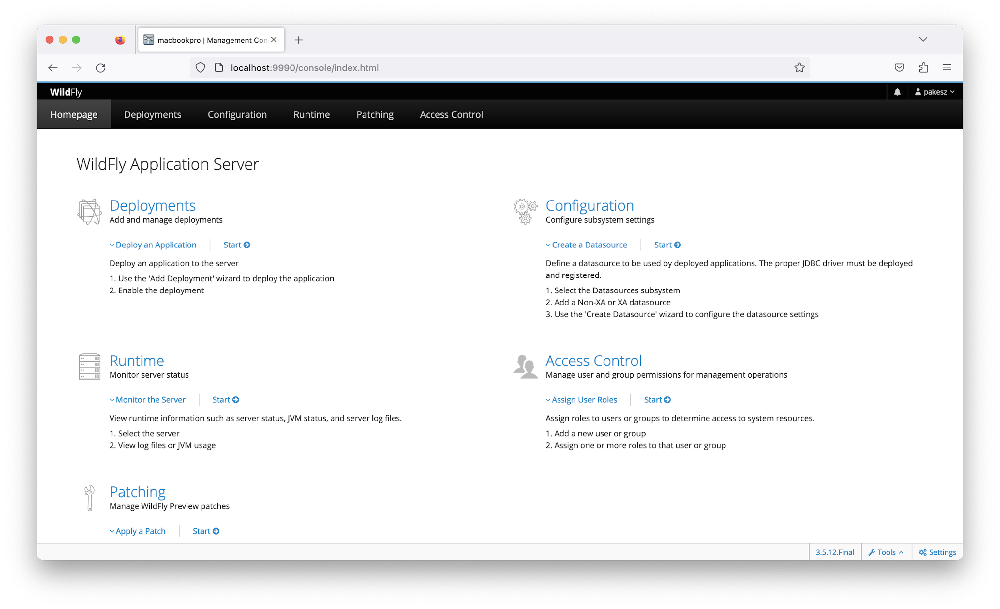 macbookpro | Management Con
localhost:9990/console/index.html
WildFly
pakesz
Homepage
Deployments
Configuration
Runtime
Patching
Access Control
WildFly Application Server
Deployments
Add and manage deployments
Deploy an Application
Start
Deploy an application to the server
1. Use the 'Add Deployment' wizard to deploy the application
2. Enable the deployment
Configuration
Configure subsystem settings
Create a Datasource
Start
Define a datasource to be used by deployed applications. The proper JDBC driver must be deployed
and registered.
1. Select the Datasources subsystem
2. Add a Non-XA or XA datasource
3. Use the 'Create Datasource' wizard to configure the datasource settings
Runtime
Monitor server status
Monitor the Server
Start
View runtime information such as server status, JVM status, and server log files.
1. Select the server
2. View log files or JVM usage
Access Control
Manage user and group permissions for management operations
Assign User Roles
Start
Assign roles to users or groups to determine access to system resources.
1. Add a new user or group
2. Assign one or more roles to that user or group
Patching
Manage WildFly Preview patches
Apply a Patch
Start
3.5.12.Final
Tools
Settings